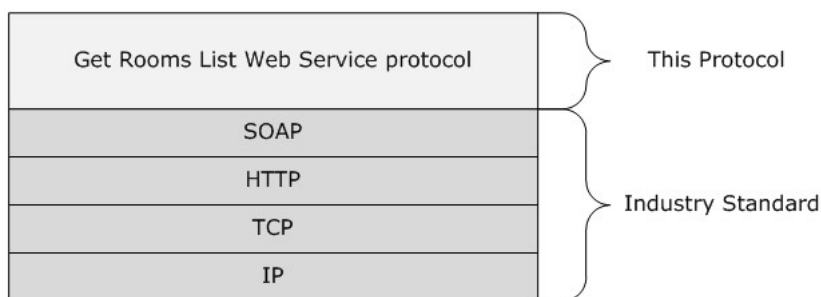 Get Rooms List Web Service protocol
This Protocol
SOAP
HTTP
TCP
IP
Industry Standard